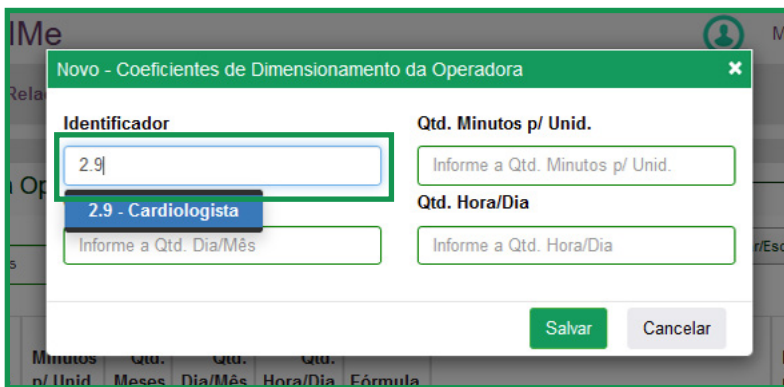 IMe
M
Novo - Coeficientes de Dimensionamento da Operadora ×
Rela
Identificador
Qtd. Minutos p/ Unid.
2.9
Informe a Qtd. Minutos p/ Unid.
a Op
2.9 - Cardiologista
Qtd. Hora/Dia
Informe a Qtd. Dia/Mês
Informe a Qtd. Hora/Dia
s
r/Esc
Salvar
Cancelar
Minutos Qtd. Qtd. Qtd.
p/ Unid. Meses Dia/Mês Hora/Dia Fórmula